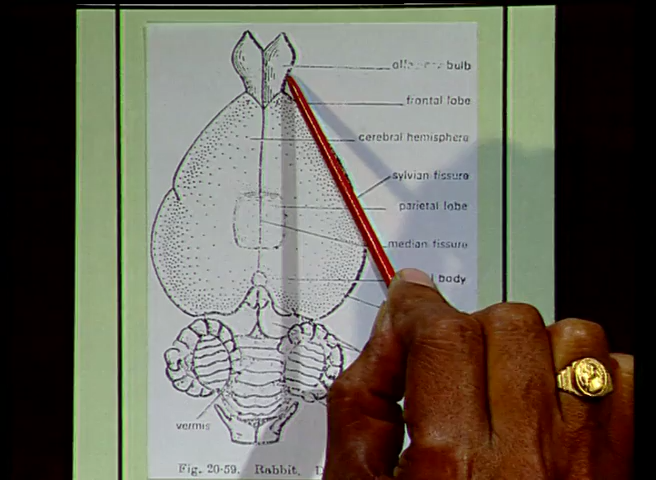 bulb
frontal lobe
cerebral hemisphere
sylvian fissure
parietal lobe
median fissure
body
vermis
Fig. 20-59. Rabbit.